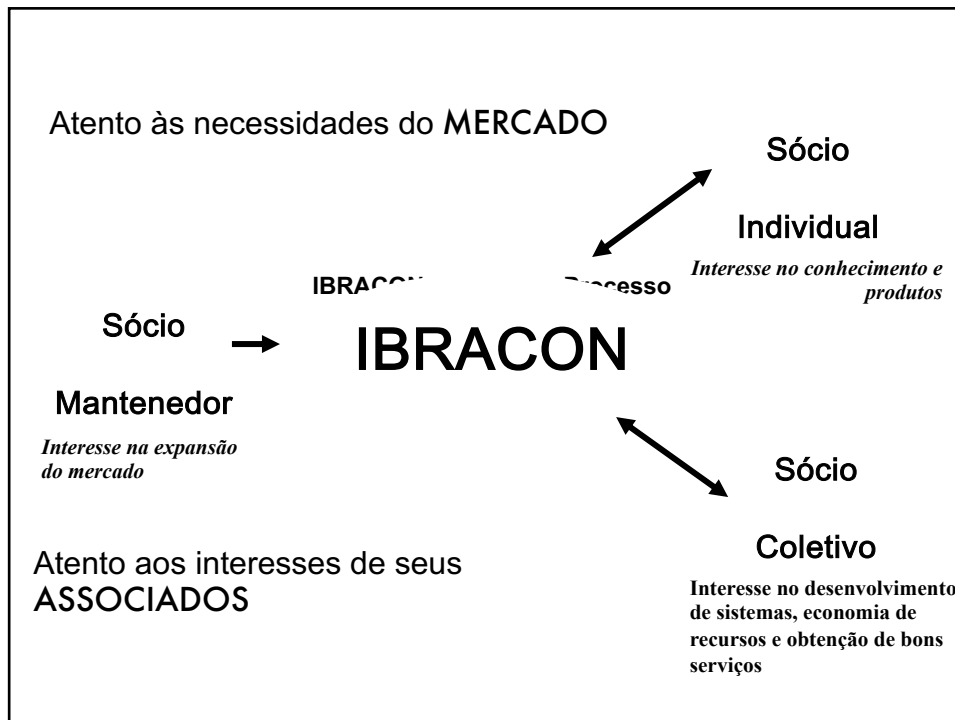 Atento às necessidades do MERCADO
Sócio
Individual
Interesse no conhecimento e
produtos
IBRACON Processo
Sócio
IBRACON
Mantenedor
Interesse na expansão
do mercado
Sócio
Coletivo
Atento aos interesses de seus
ASSOCIADOS
Interesse no desenvolvimento
de sistemas, economia de
recursos e obtenção de bons
serviços